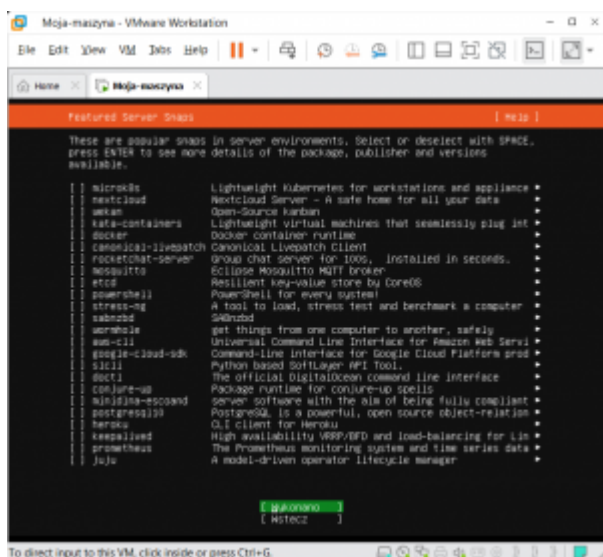 Moja-maszyna - VMware Workstation
File Edit View VM Tabs Help
Home Moja-maszyna
Featured Server Snaps [ Help ]
These are popular snaps in server environments. Select or deselect with SPACE,
press ENTER to see more details of the package, publisher and versions
available.
[ ] microk8s Lightweight Kubernetes for workstations and appliance
[ ] nextcloud Nextcloud Server - A safe home for all your data
[ ] wekan Open-Source kanban
[ ] kata-containers Lightweight virtual machines that seamlessly plug int
[ ] docker Docker container runtime
[ ] canonical-livepatch Canonical Livepatch Client
[ ] rocketchat-server Group chat server for 100s, installed in seconds.
[ ] mosquitto Eclipse Mosquitto MQTT broker
[ ] etcd Resilient key-value store by CoreOS
[ ] powershell PowerShell for every system!
[ ] stress-ng A tool to load, stress test and benchmark a computer
[ ] sabnzbd SABnzbd
[ ] wormhole get things from one computer to another, safely
[ ] aws-cli Universal Command Line Interface for Amazon Web Servi
[ ] google-cloud-sdk Command-line interface for Google Cloud Platform prod
[ ] slcli Python based SoftLayer API Tool.
[ ] doctl The official DigitalOcean command line interface
[ ] conjure-up Package runtime for conjure-up spells
[ ] minidlna-escoand server software with the aim of being fully compliant
[ ] postgresql10 PostgreSQL is a powerful, open source object-relation
[ ] heroku CLI client for Heroku
[ ] keepalived High availability VRRP/BFD and load-balancing for Lin
[ ] prometheus The Prometheus monitoring system and time series data
[ ] juju A model-driven operator lifecycle manager
[ Wykonano ]
[ Wstecz ]
To direct input to this VM, click inside or press Ctrl+G.